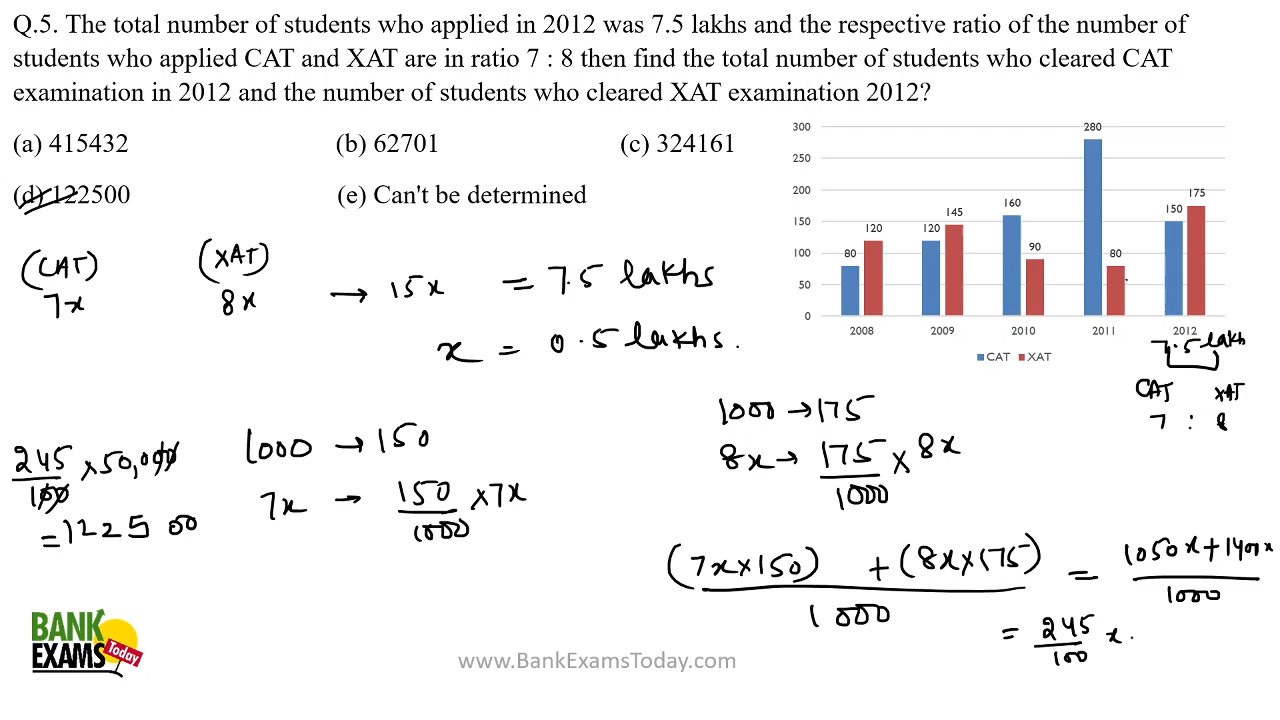 Q.5. The total number of students who applied in 2012 was 7.5 lakhs and the respective ratio of the number of
students who applied CAT and XAT are in ratio 7 : 8 then find the total number of students who cleared CAT
examination in 2012 and the number of students who cleared XAT examination 2012?
(a) 415432 (b) 62701 (c) 324161
(d) 122500 (e) Can't be determined
300
250
200
150
100
50
0
80 120
120 145
160 90
280 80
150 175
2008 2009 2010 2011 2012
CAT XAT
7.5 lakh
CAT XAT
7 : 8
(CAT) (XAT)
7x 8x → 15x = 7.5 lakhs
x = 0.5 lakhs.
1000 → 150
7x → 150/1000 × 7x
245/100 × 50,000
= 122500
1000 → 175
8x → 175/1000 × 8x
(7x×150) + (8x×175) / 1000 = 1050x + 1400x / 1000
= 245/100 x.
BANK
EXAMS Today
www.BankExamsToday.com